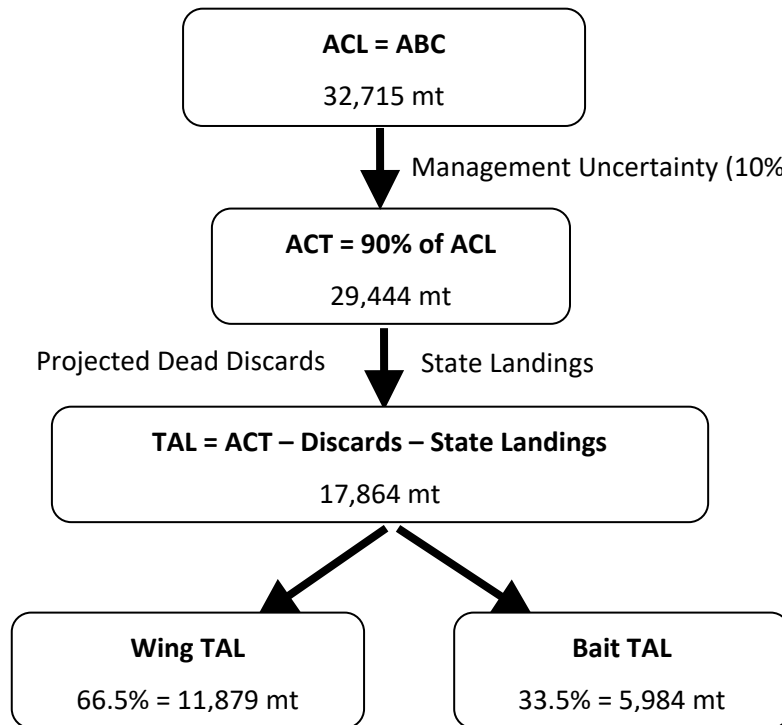 ACL = ABC
32,715 mt
Management Uncertainty (10%
ACT = 90% of ACL
29,444 mt
Projected Dead Discards
State Landings
TAL = ACT – Discards – State Landings
17,864 mt
Wing TAL
66.5% = 11,879 mt
Bait TAL
33.5% = 5,984 mt